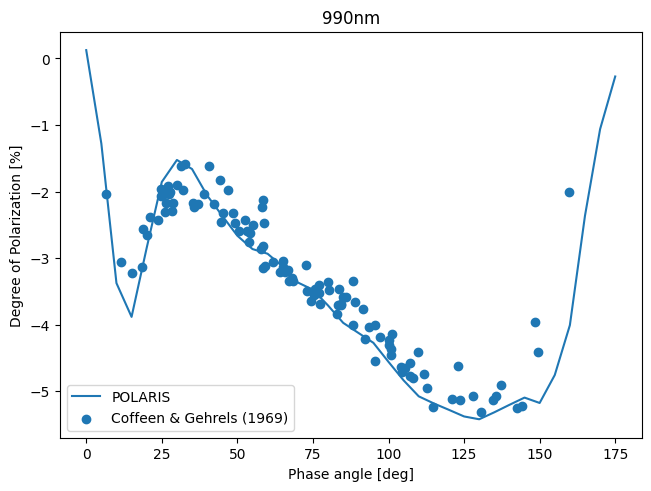 990nm
Degree of Polarization [%]
0
−1
−2
−3
−4
−5
POLARIS
Coffeen & Gehrels (1969)
0 25 50 75 100 125 150 175
Phase angle [deg]